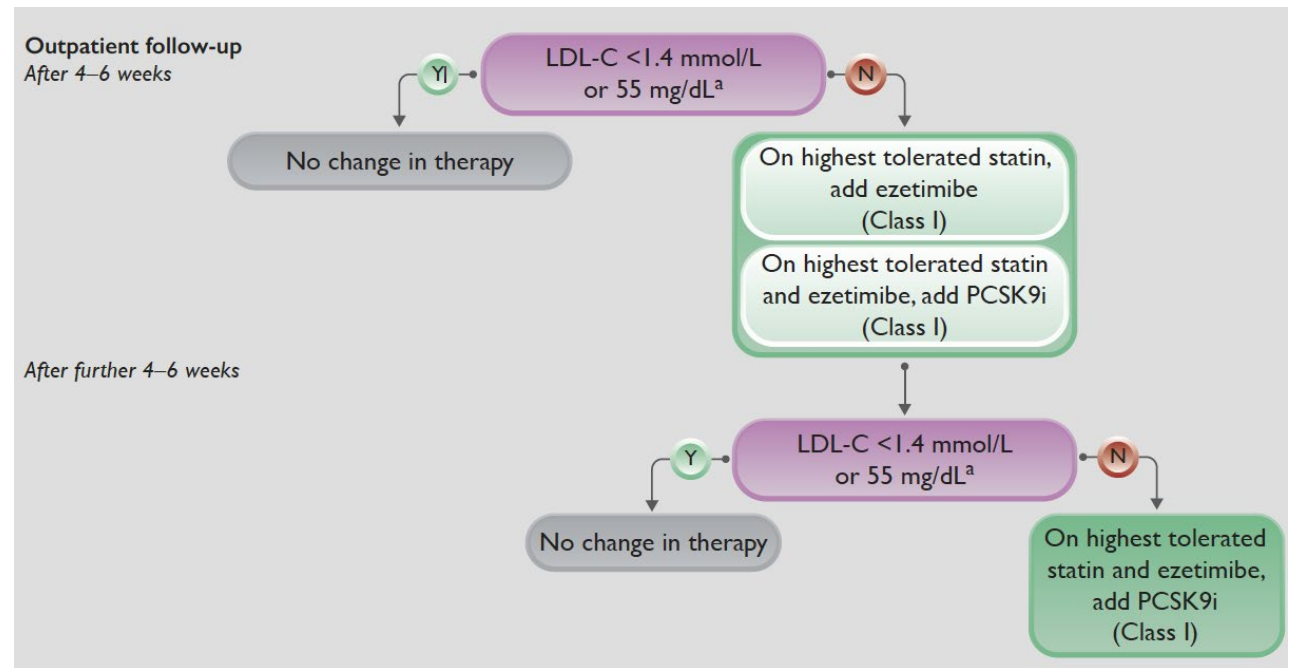 Outpatient follow-up
After 4–6 weeks
LDL-C <1.4 mmol/L
or 55 mg/dLᵃ
Y|
N
No change in therapy
On highest tolerated statin,
add ezetimibe
(Class I)
On highest tolerated statin
and ezetimibe, add PCSK9i
(Class I)
After further 4–6 weeks
LDL-C <1.4 mmol/L
or 55 mg/dLᵃ
Y
N
No change in therapy
On highest tolerated
statin and ezetimibe,
add PCSK9i
(Class I)